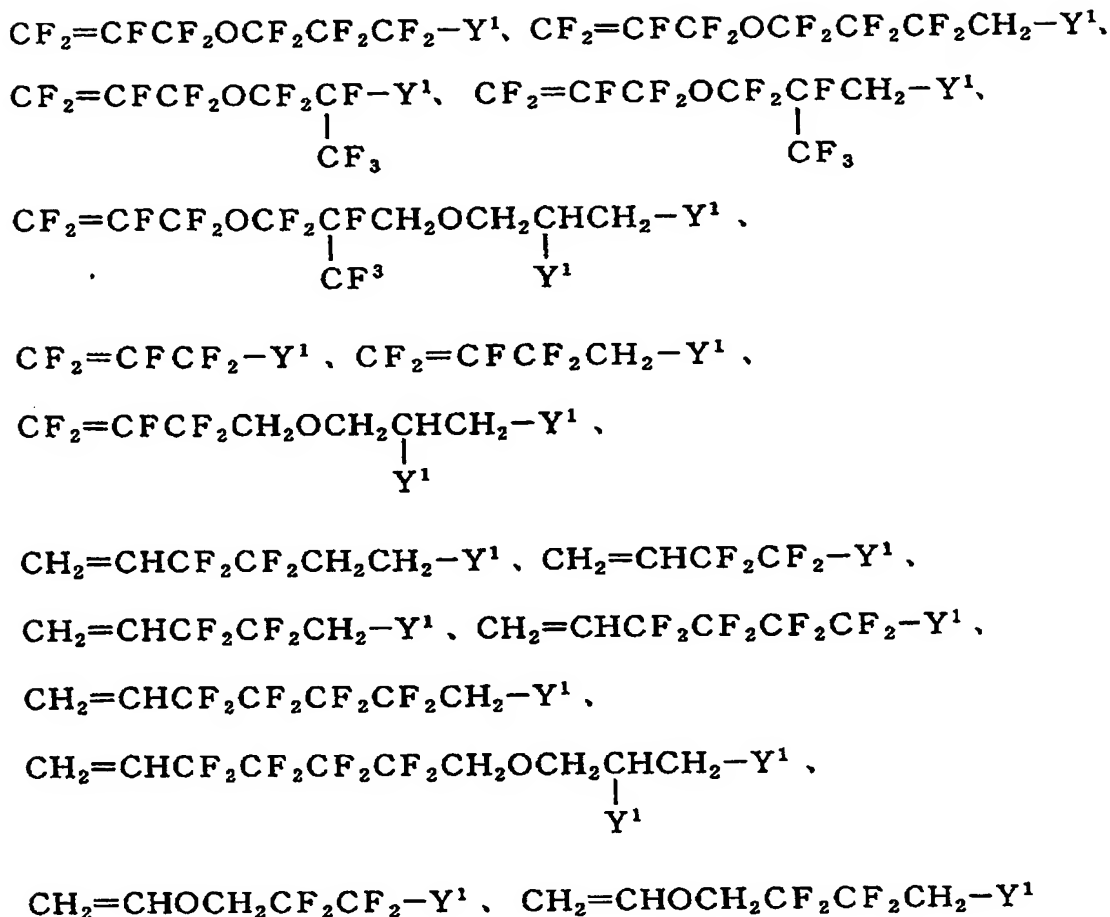 CF₂=CFCF₂OCF₂CF₂CF₂−Y¹、 CF₂=CFCF₂OCF₂CF₂CF₂CH₂−Y¹、
CF₂=CFCF₂OCF₂CF−Y¹、 CF₂=CFCF₂OCF₂CFCH₂−Y¹、
CF₃ CF₃
CF₂=CFCF₂OCF₂CFCH₂OCH₂CHCH₂−Y¹、
CF³ Y¹
CF₂=CFCF₂−Y¹、 CF₂=CFCF₂CH₂−Y¹、
CF₂=CFCF₂CH₂OCH₂CHCH₂−Y¹、
Y¹
CH₂=CHCF₂CF₂CH₂CH₂−Y¹、 CH₂=CHCF₂CF₂−Y¹、
CH₂=CHCF₂CF₂CH₂−Y¹、 CH₂=CHCF₂CF₂CF₂CF₂−Y¹、
CH₂=CHCF₂CF₂CF₂CF₂CH₂−Y¹、
CH₂=CHCF₂CF₂CF₂CF₂CH₂OCH₂CHCH₂−Y¹、
Y¹
CH₂=CHOCH₂CF₂CF₂−Y¹、 CH₂=CHOCH₂CF₂CF₂CH₂−Y¹